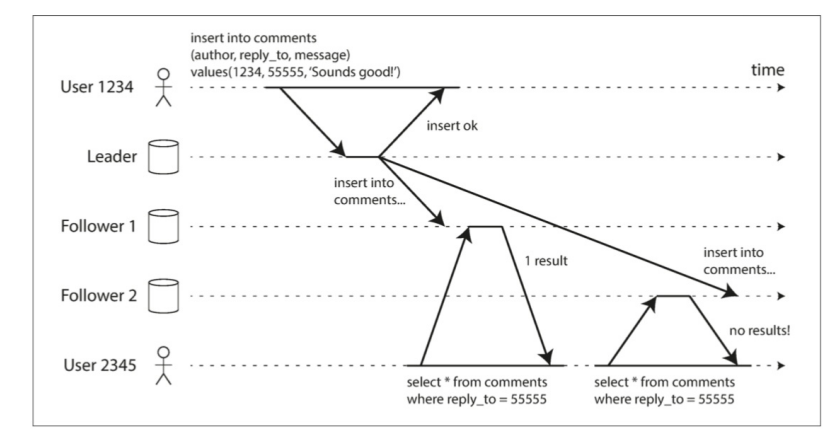 insert into comments
(author, reply_to, message)
values(1234, 55555, ‘Sounds good!’)
time
User 1234
insert ok
Leader
insert into
comments...
Follower 1
1 result
insert into
comments...
Follower 2
no results!
User 2345
select * from comments
where reply_to = 55555
select * from comments
where reply_to = 55555